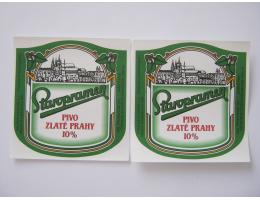 Staropramen
PIVO
ZLATÉ PRAHY
10%
Staropramen
PIVO
ZLATÉ PRAHY
10%